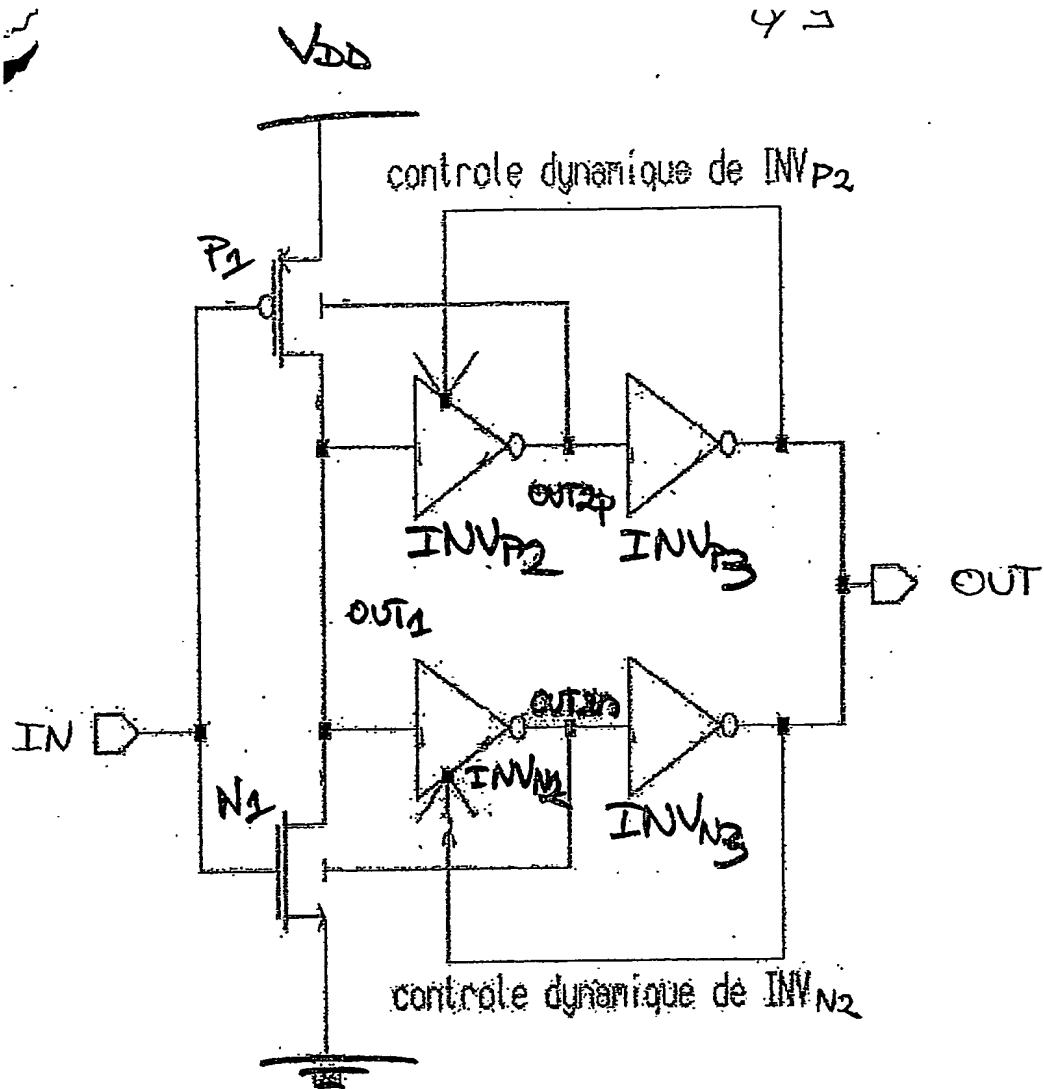 VDD
controle dynamique de INVP2
P1
OUT2p
INVP2
INVP3
OUT1
OUT
IN
INVN2
N1
INVN3
controle dynamique de INVN2